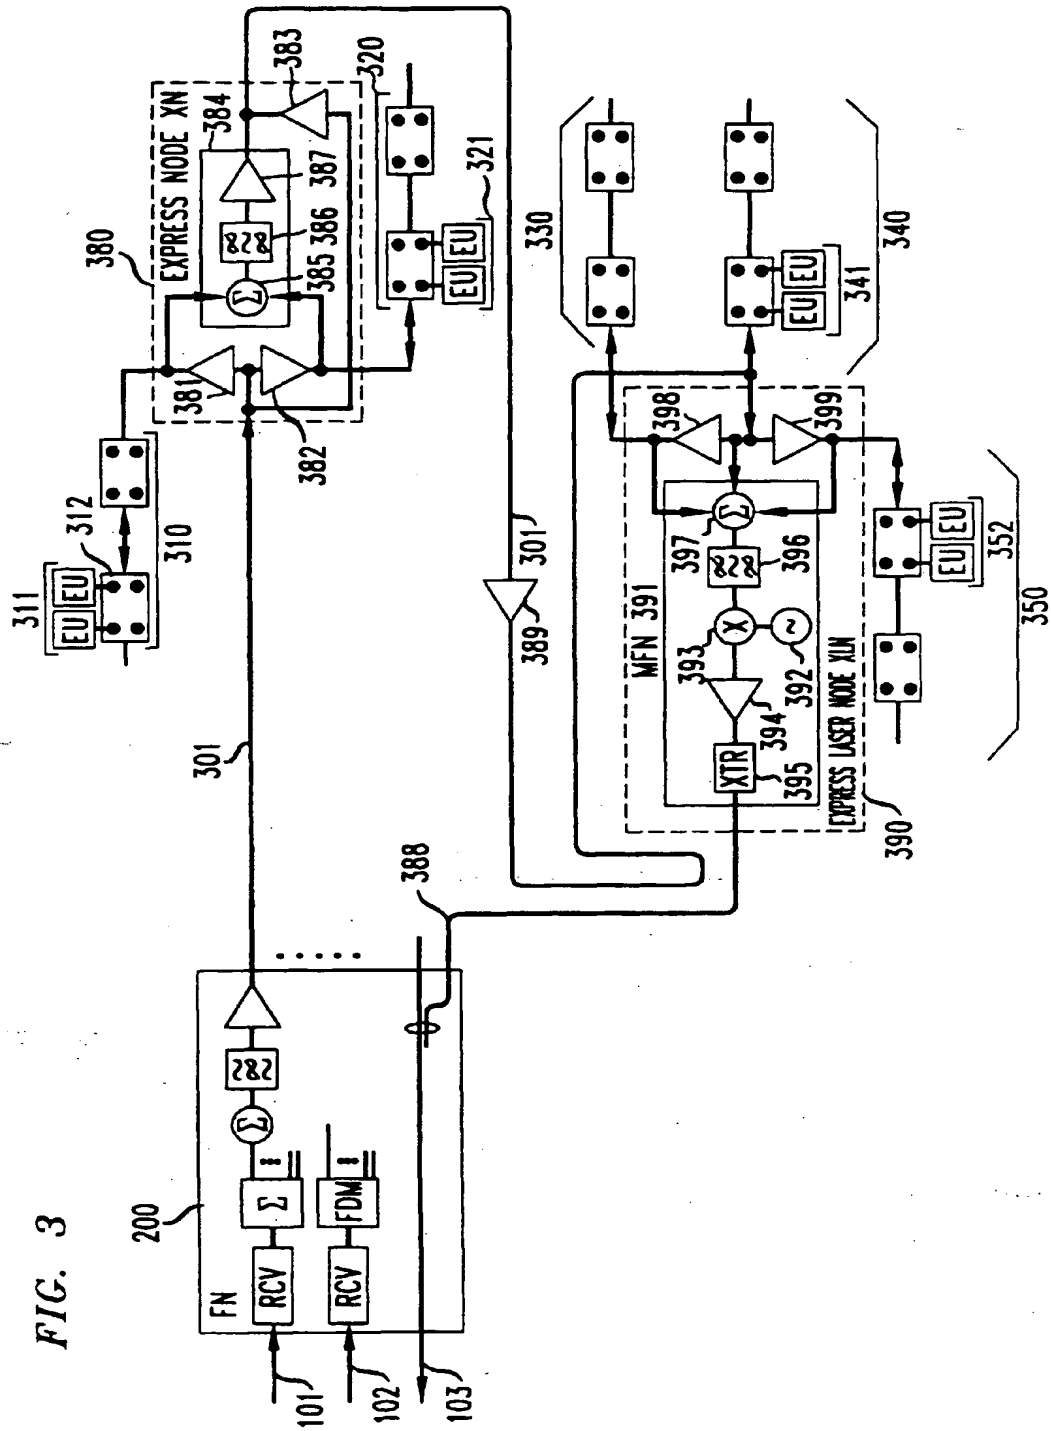 FIG. 3
200
FN
101
RCV
Σ
Σ
102
RCV
FDM
103
301
388
311
EU EU
312
310
380
EXPRESS NODE XN
381
382
383
384
385
Σ
386
387
320
321
EU EU
301
389
330
340
341
EU EU
350
352
EU EU
390
EXPRESS LASER NODE XLN
MFN 391
392
393
X
394
395
XTR
396
397
Σ
398
399